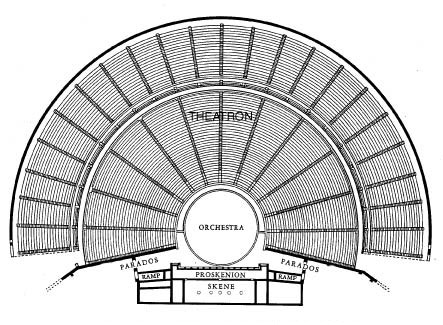 THEATRON
ORCHESTRA
PARADOS
PARADOS
RAMP
PROSKENION
RAMP
SKENE